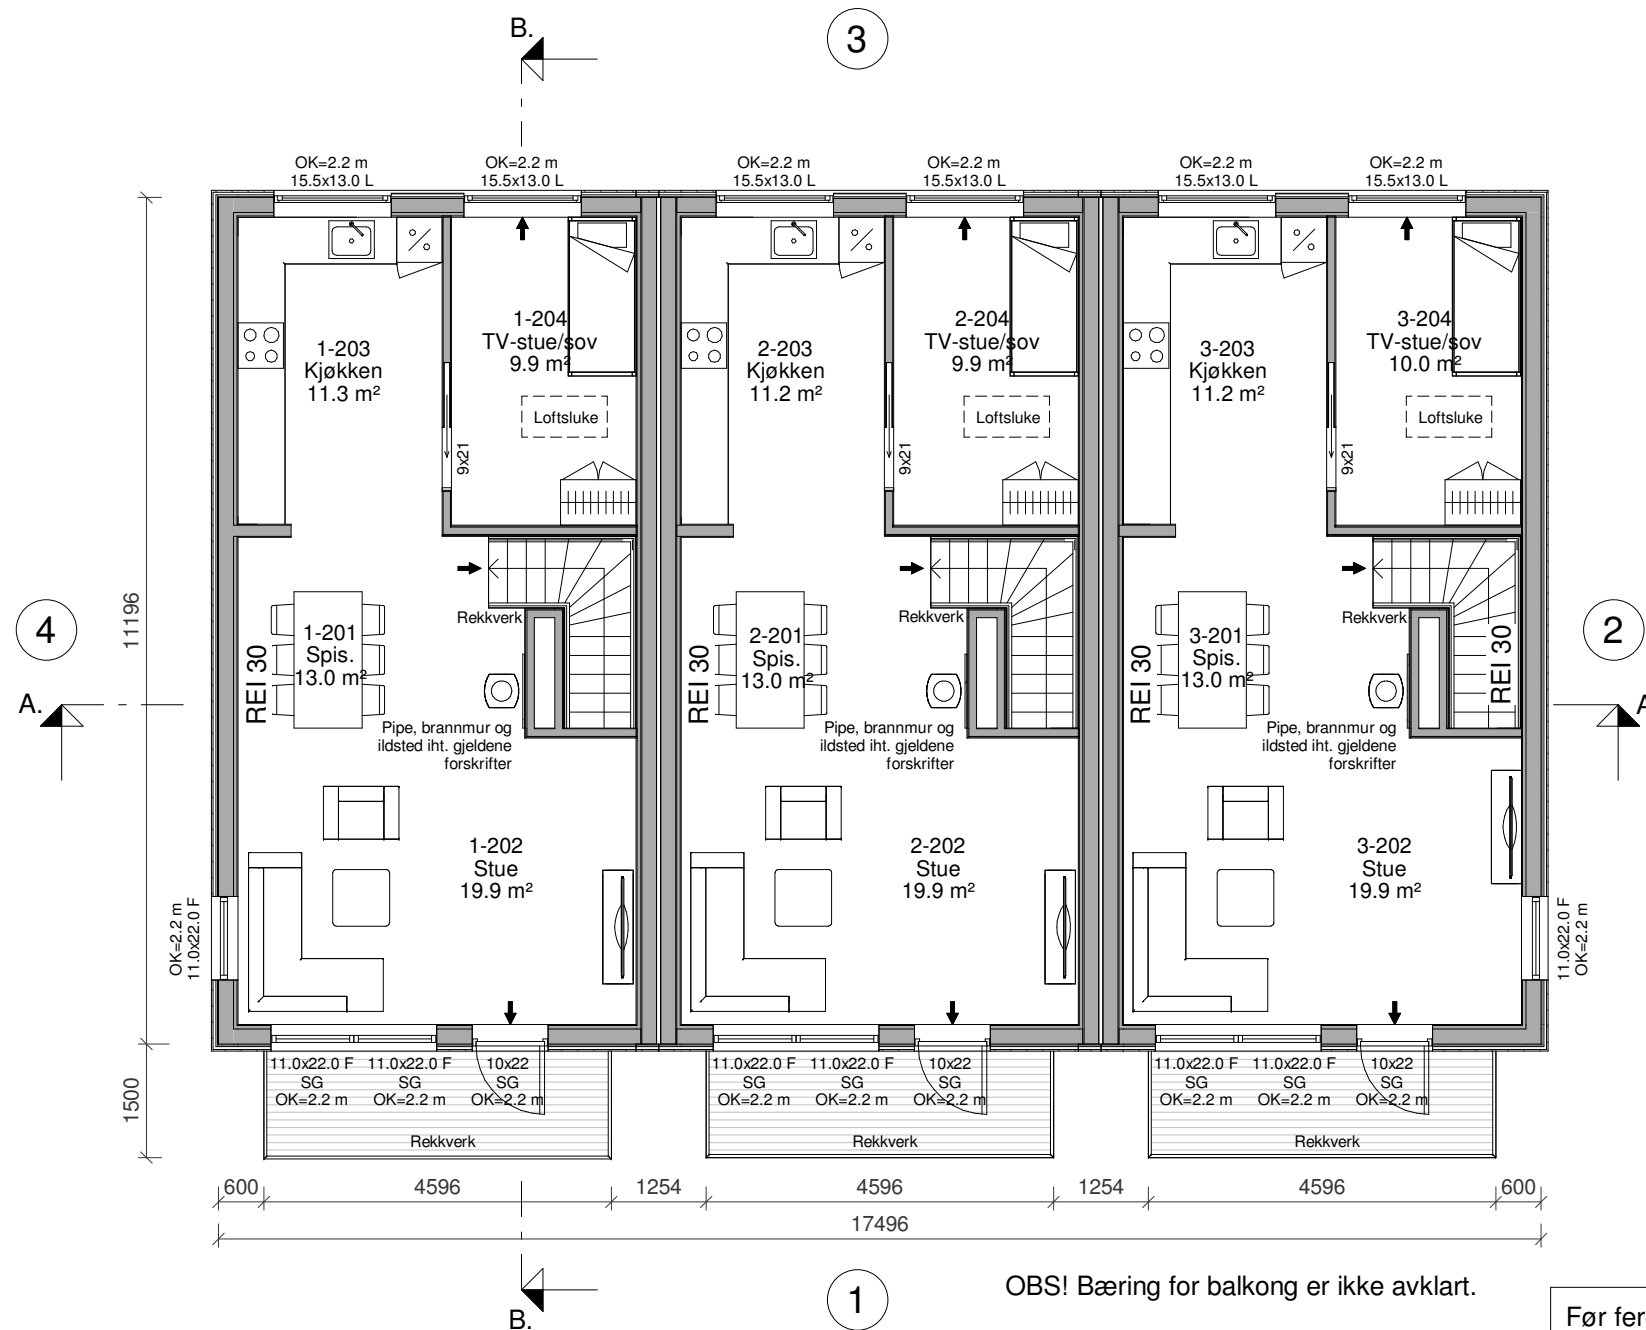 B.
3
OK=2.2 m
15.5x13.0 L
OK=2.2 m
15.5x13.0 L
OK=2.2 m
15.5x13.0 L
OK=2.2 m
15.5x13.0 L
OK=2.2 m
15.5x13.0 L
OK=2.2 m
15.5x13.0 L
1-203
Kjøkken
11.3 m²
1-204
TV-stue/sov
9.9 m²
Loftsluke
9x21
2-203
Kjøkken
11.2 m²
2-204
TV-stue/sov
9.9 m²
Loftsluke
9x21
3-203
Kjøkken
11.2 m²
3-204
TV-stue/sov
10.0 m²
Loftsluke
9x21
11196
4
2
A.
A
REI 30
1-201
Spis.
13.0 m²
Rekkverk
Pipe, brannmur og
ildsted iht. gjeldene
forskrifter
REI 30
2-201
Spis.
13.0 m²
Rekkverk
Pipe, brannmur og
ildsted iht. gjeldene
forskrifter
REI 30
3-201
Spis.
13.0 m²
Rekkverk
REI 30
Pipe, brannmur og
ildsted iht. gjeldene
forskrifter
1-202
Stue
19.9 m²
2-202
Stue
19.9 m²
3-202
Stue
19.9 m²
OK=2.2 m
11.0x22.0 F
11.0x22.0 F
OK=2.2 m
1500
11.0x22.0 F
SG
OK=2.2 m
11.0x22.0 F
SG
OK=2.2 m
10x22
SG
OK=2.2 m
Rekkverk
11.0x22.0 F
SG
OK=2.2 m
11.0x22.0 F
SG
OK=2.2 m
10x22
SG
OK=2.2 m
Rekkverk
11.0x22.0 F
SG
OK=2.2 m
11.0x22.0 F
SG
OK=2.2 m
10x22
SG
OK=2.2 m
Rekkverk
600 4596 1254 4596 1254 4596 600
17496
OBS! Bæring for balkong er ikke avklart.
B.
1
Før fer